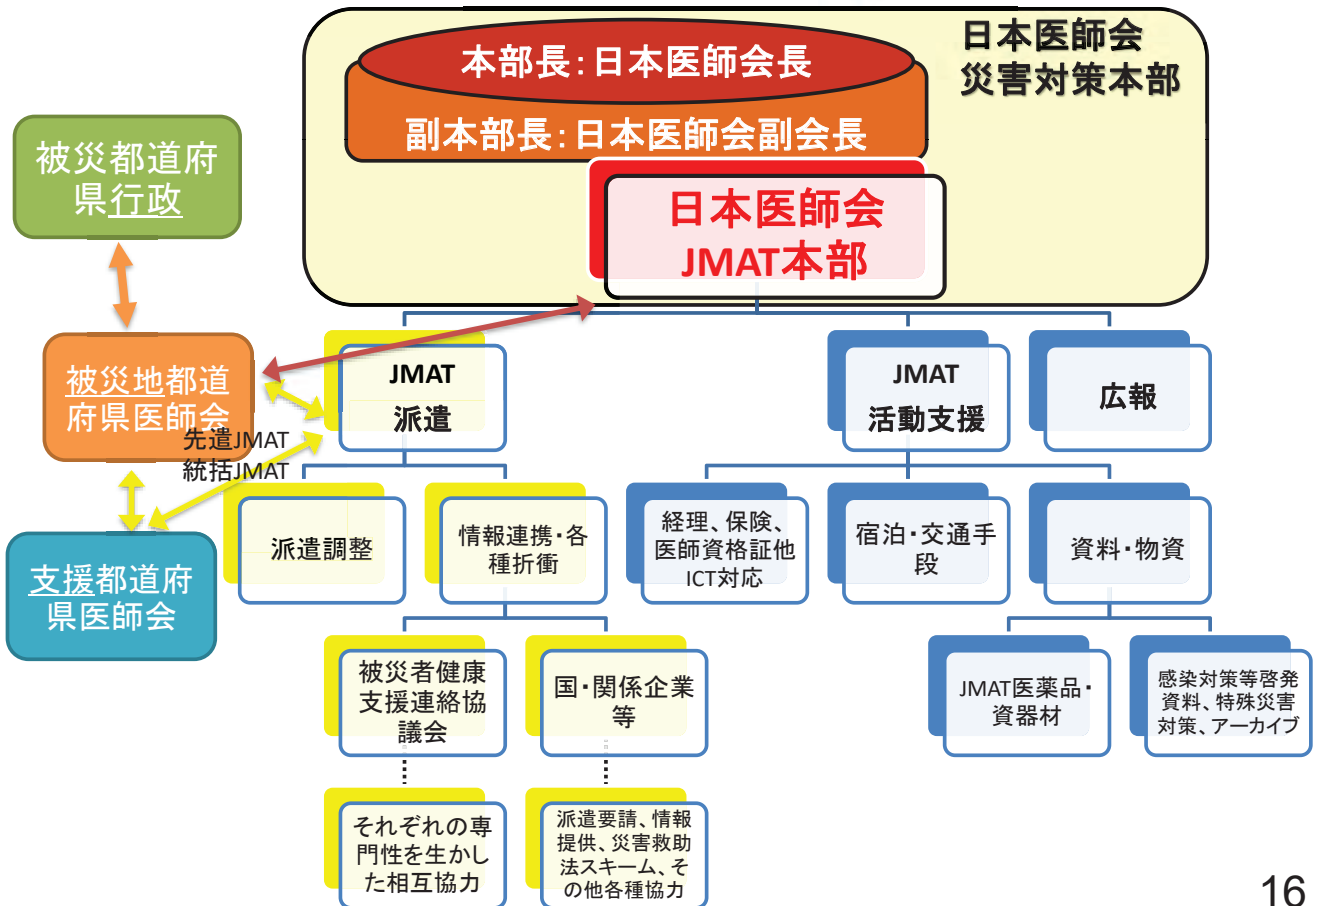 日本医師会
災害対策本部
本部長：日本医師会長
副本部長：日本医師会副会長
日本医師会
JMAT本部
被災都道府
県行政
被災地都道
府県医師会
先遣JMAT
統括JMAT
支援都道府
県医師会
JMAT
派遣
JMAT
活動支援
広報
派遣調整
情報連携・各
種折衝
経理、保険、
医師資格証他
ICT対応
宿泊・交通手
段
資料・物資
被災者健康
支援連絡協
議会
国・関係企業
等
JMAT医薬品・
資器材
感染対策等啓発
資料、特殊災害
対策、アーカイブ
それぞれの専
門性を生かし
た相互協力
派遣要請、情報
提供、災害救助
法スキーム、そ
の他各種協力
16